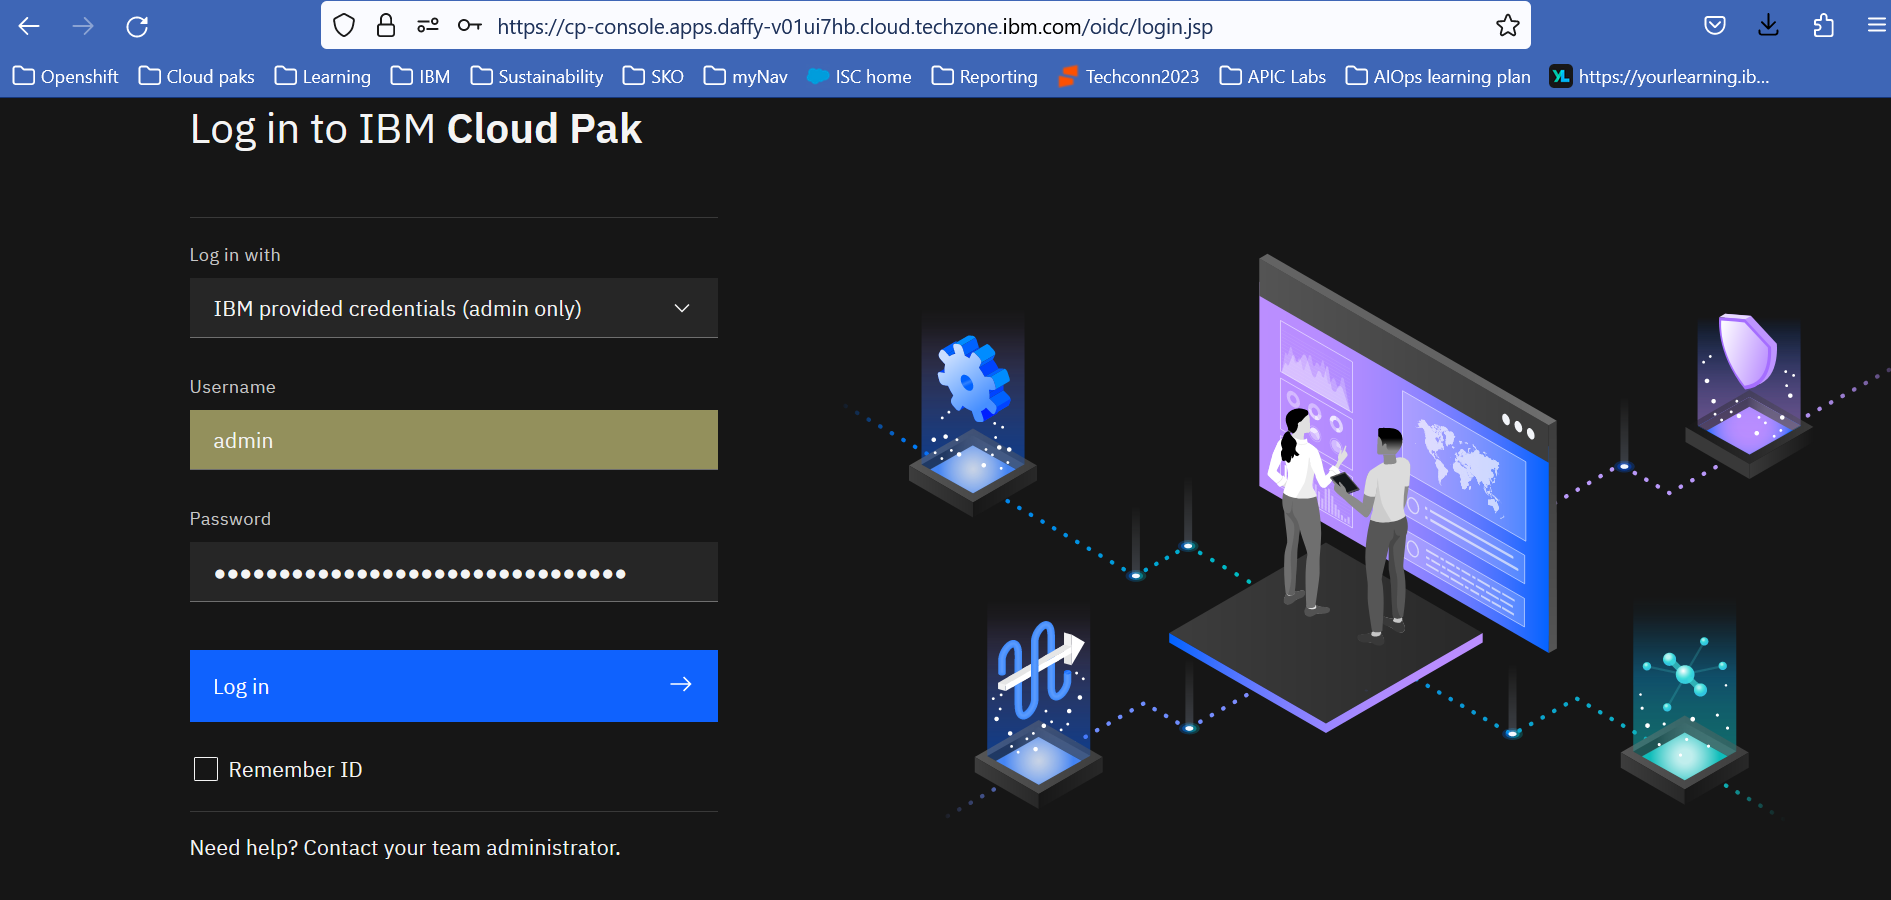 https://cp-console.apps.daffy-v01ui7hb.cloud.techzone.ibm.com/oidc/login.jsp
Openshift Cloud paks Learning IBM Sustainability SKO myNav ISC home Reporting Techconn2023 APIC Labs AIOps learning plan YL https://yourlearning.ib...
Log in to IBM Cloud Pak
Log in with
IBM provided credentials (admin only)
Username
admin
Password
••••••••••••••••••••••••••••••••
Log in
Remember ID
Need help? Contact your team administrator.